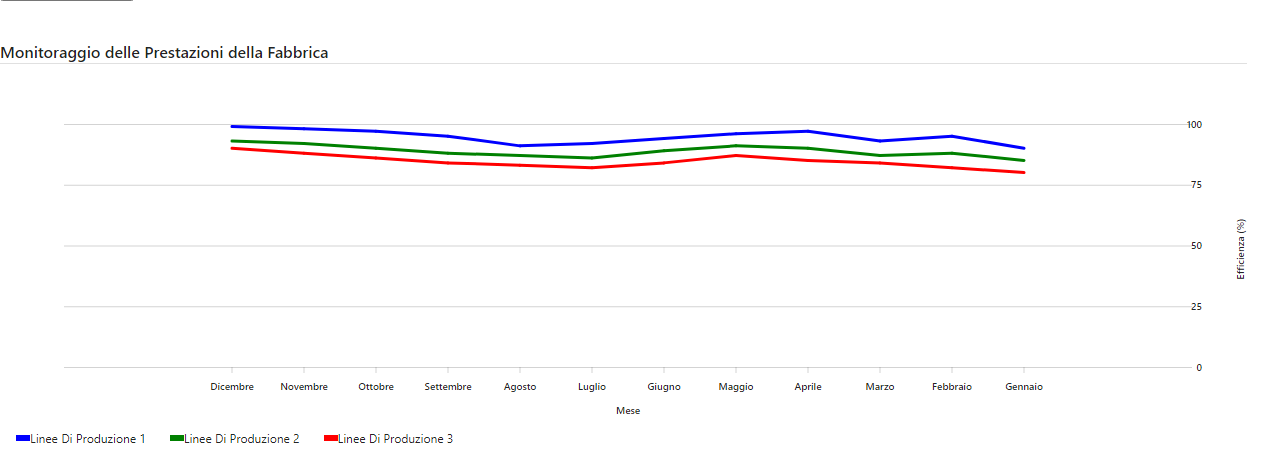 Monitoraggio delle Prestazioni della Fabbrica
100
75
50
25
0
Efficienza (%)
Dicembre Novembre Ottobre Settembre Agosto Luglio Giugno Maggio Aprile Marzo Febbraio Gennaio
Mese
Linee Di Produzione 1 Linee Di Produzione 2 Linee Di Produzione 3